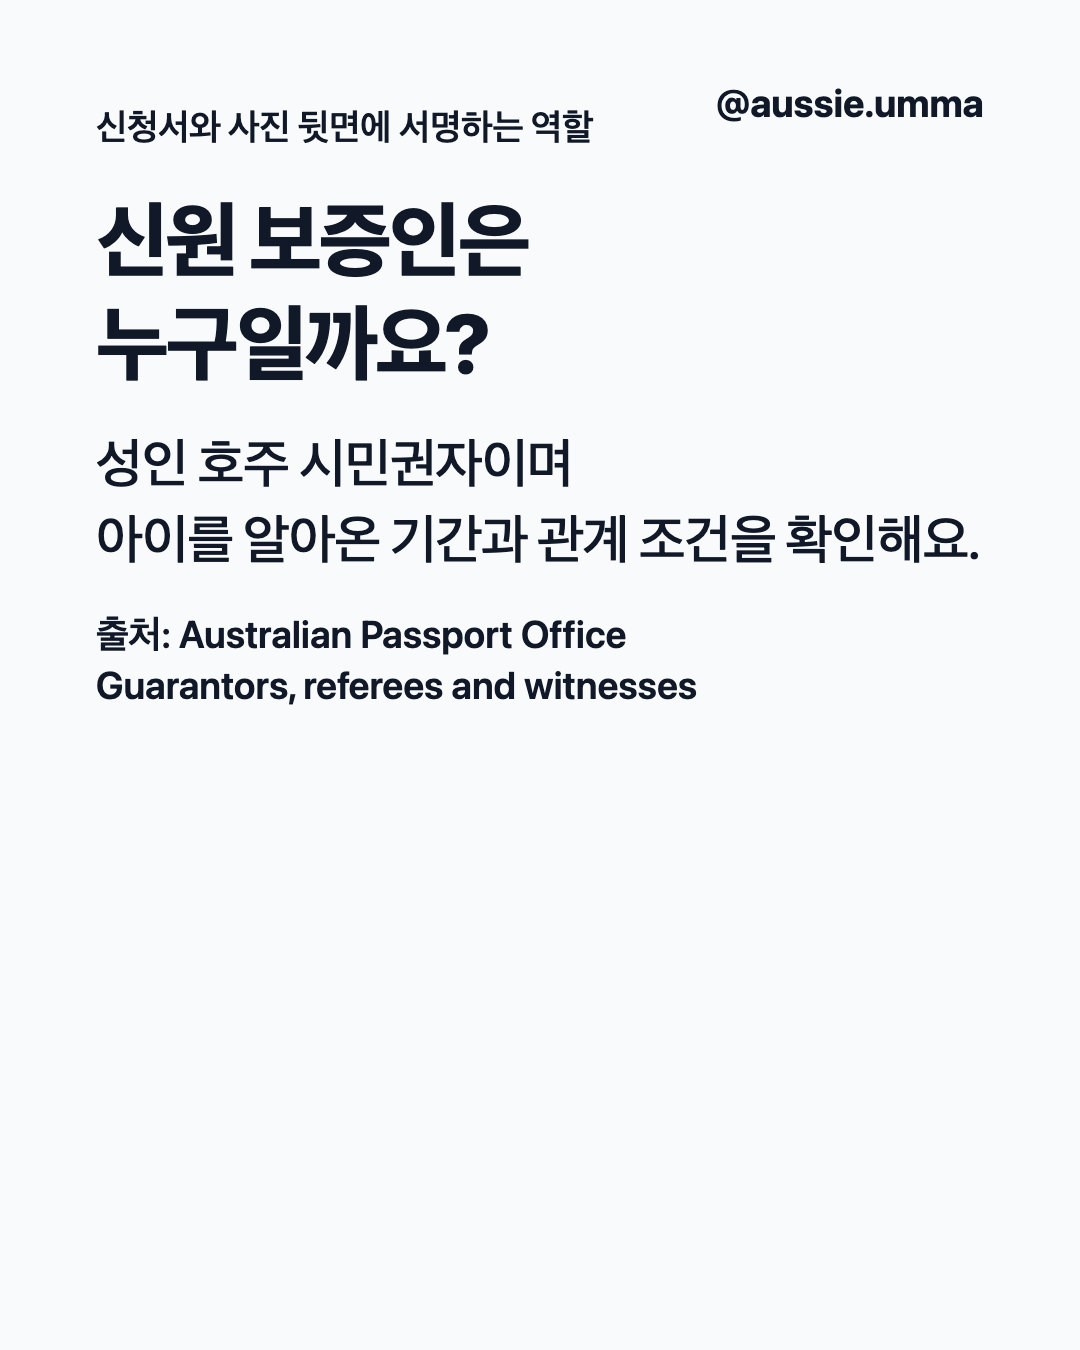 신청서와 사진 뒷면에 서명하는 역할
@aussie.umma
신원 보증인은
누구일까요?
성인 호주 시민권자이며
아이를 알아온 기간과 관계 조건을 확인해요.
출처: Australian Passport Office
Guarantors, referees and witnesses